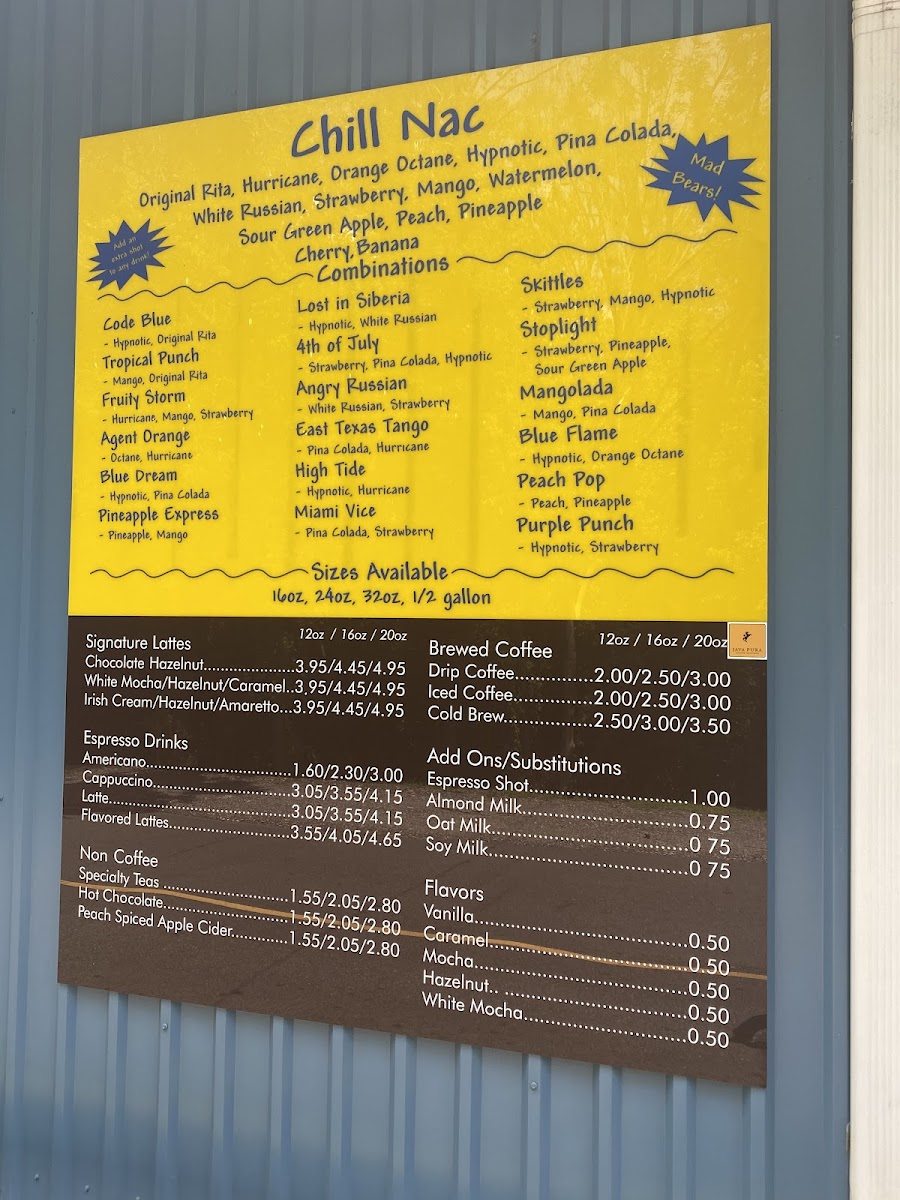 Chill Nac
Original Rita, Hurricane, Orange Octane, Hypnotic, Pina Colada,
White Russian, Strawberry, Mango, Watermelon,
Sour Green Apple, Peach, Pineapple
Cherry, Banana
Mad
Bears!
Add an
extra shot
to any drink!
Combinations
Code Blue
- Hypnotic, Original Rita
Tropical Punch
- Mango, Original Rita
Fruity Storm
- Hurricane, Mango, Strawberry
Agent Orange
- Octane, Hurricane
Blue Dream
- Hypnotic, Pina Colada
Pineapple Express
- Pineapple, Mango
Lost in Siberia
- Hypnotic, White Russian
4th of July
- Strawberry, Pina Colada, Hypnotic
Angry Russian
- White Russian, Strawberry
East Texas Tango
- Pina Colada, Hurricane
High Tide
- Hypnotic, Hurricane
Miami Vice
- Pina Colada, Strawberry
Skittles
- Strawberry, Mango, Hypnotic
Stoplight
- Strawberry, Pineapple,
Sour Green Apple
Mangolada
- Mango, Pina Colada
Blue Flame
- Hypnotic, Orange Octane
Peach Pop
- Peach, Pineapple
Purple Punch
- Hypnotic, Strawberry
Sizes Available
16oz, 24oz, 32oz, 1/2 gallon
12oz / 16oz / 20oz
Signature Lattes
Chocolate Hazelnut.....................3.95/4.45/4.95
White Mocha/Hazelnut/Caramel..3.95/4.45/4.95
Irish Cream/Hazelnut/Amaretto...3.95/4.45/4.95
Espresso Drinks
Americano..................................1.60/2.30/3.00
Cappuccino................................3.05/3.55/4.15
Latte..........................................3.05/3.55/4.15
Flavored Lattes............................3.55/4.05/4.65
Non Coffee
Specialty Teas .............................1.55/2.05/2.80
Hot Chocolate.............................1.55/2.05/2.80
Peach Spiced Apple Cider.............1.55/2.05/2.80
12oz / 16oz / 20oz
JAVA PURA
Brewed Coffee
Drip Coffee.................2.00/2.50/3.00
Iced Coffee.................2.00/2.50/3.00
Cold Brew...................2.50/3.00/3.50
Add Ons/Substitutions
Espresso Shot...................................1.00
Almond Milk....................................0.75
Oat Milk...........................................0 75
Soy Milk...........................................0 75
Flavors
Vanilla..............................................0.50
Caramel...........................................0.50
Mocha..............................................0.50
Hazelnut.. ........................................0.50
White Mocha....................................0.50